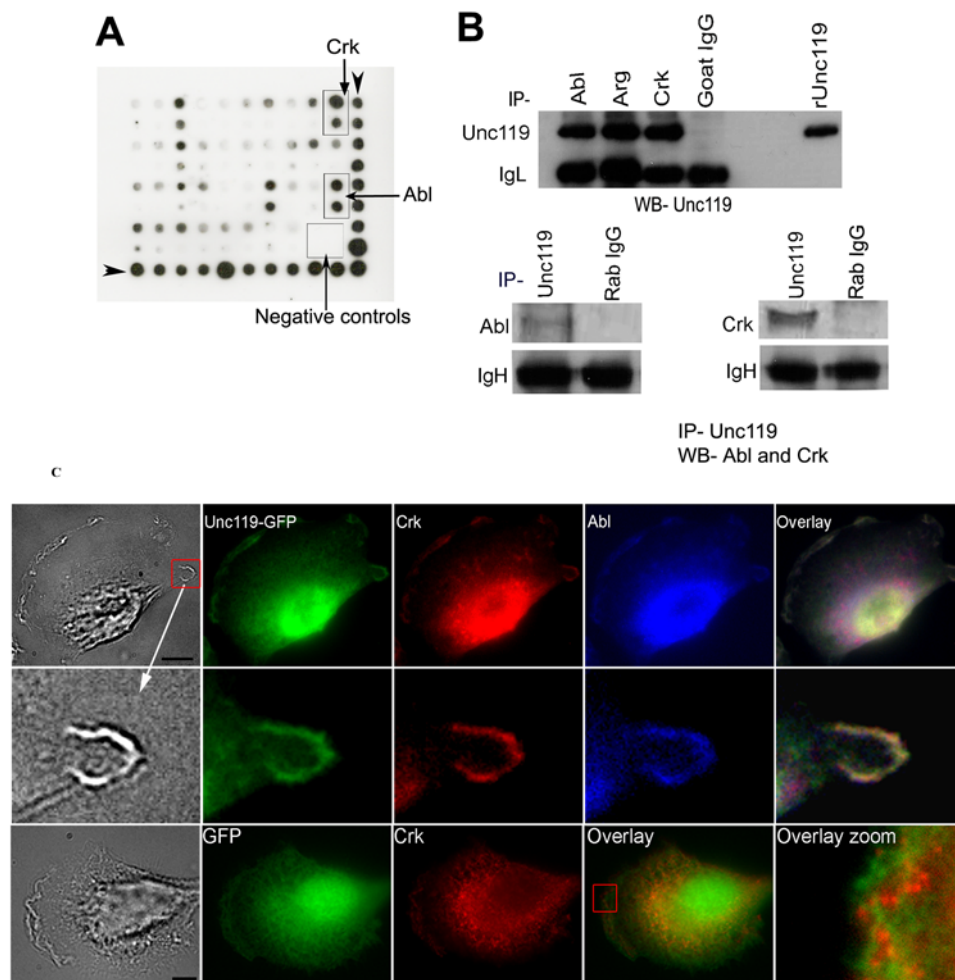 A
Crk
Abl
Negative controls
B
IP-
Abl
Arg
Crk
Goat IgG
rUnc119
Unc119
IgL
WB- Unc119
IP-
Unc119
Rab IgG
Abl
IgH
Unc119
Rab IgG
Crk
IgH
IP- Unc119
WB- Abl and Crk
C
Unc119-GFP
Crk
Abl
Overlay
GFP
Crk
Overlay
Overlay zoom